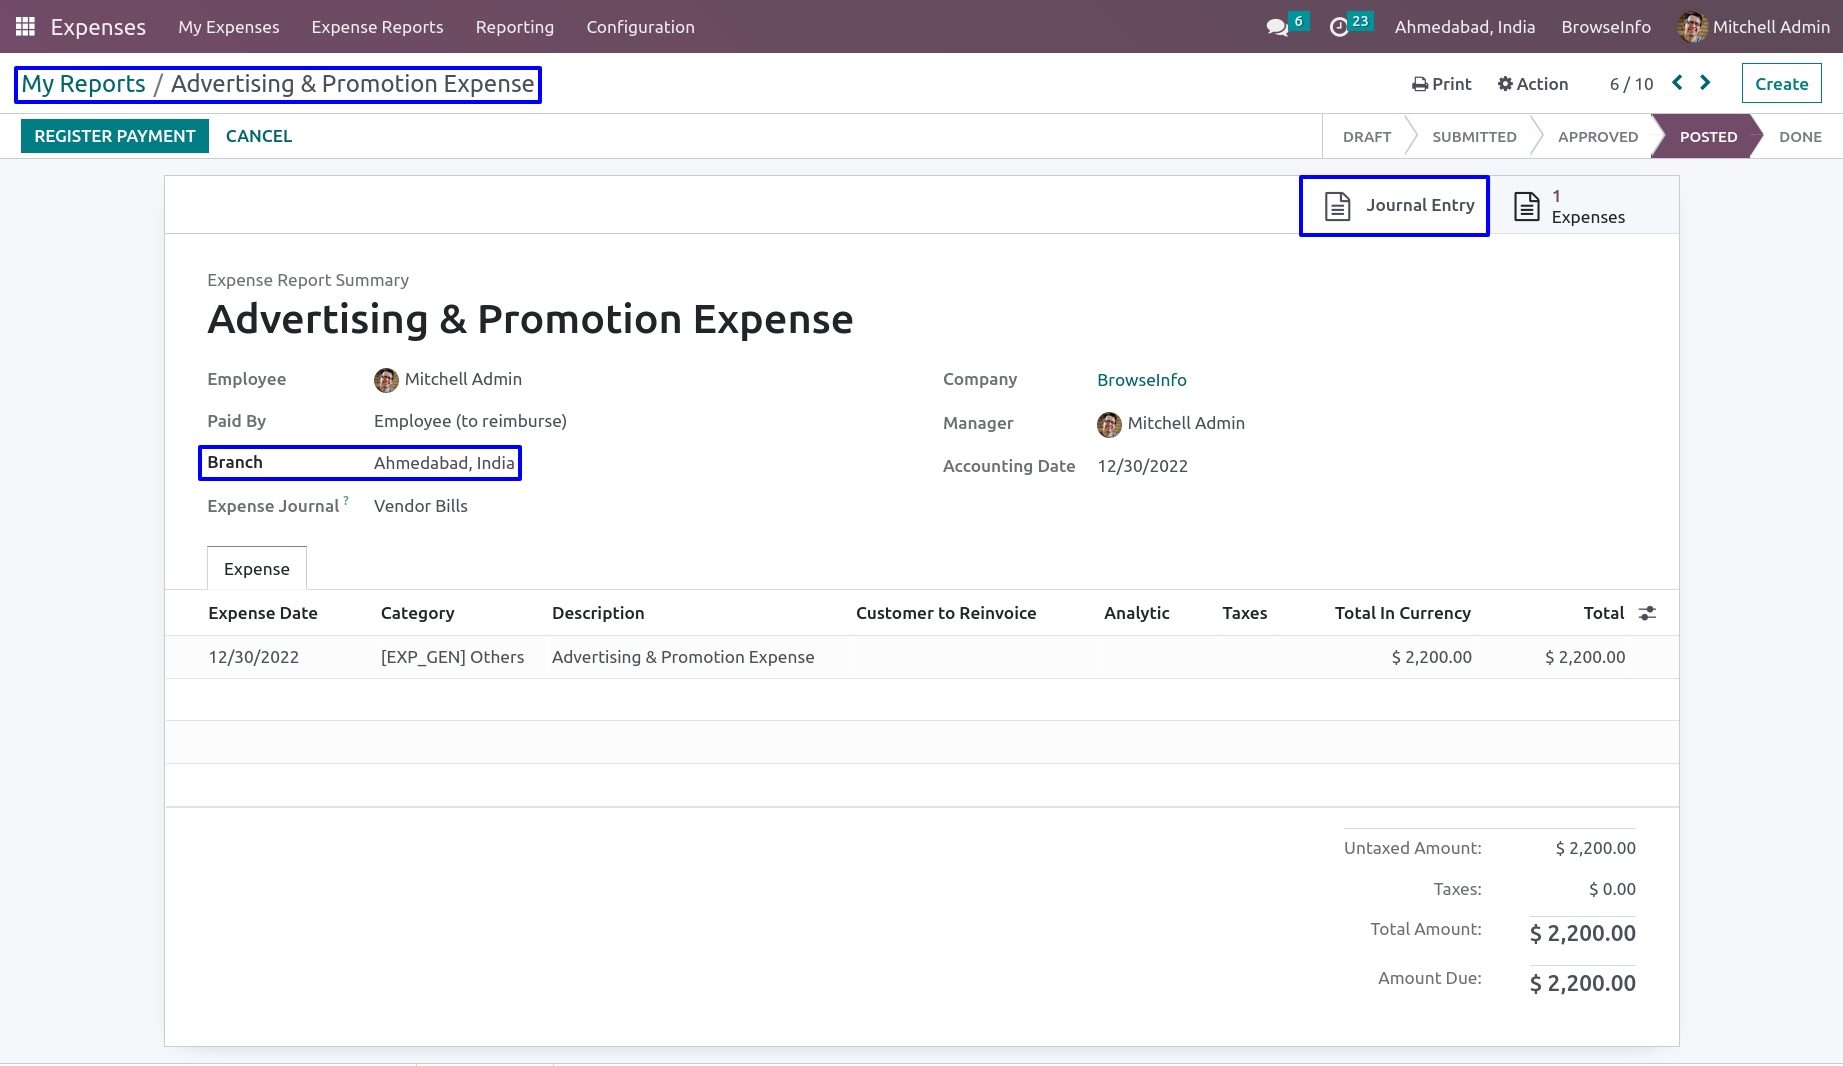 Expenses My Expenses Expense Reports Reporting Configuration 6 23 Ahmedabad, India BrowseInfo Mitchell Admin
My Reports / Advertising & Promotion Expense Print Action 6 / 10 Create
REGISTER PAYMENT CANCEL DRAFT SUBMITTED APPROVED POSTED DONE
Journal Entry 1 Expenses
Expense Report Summary
Advertising & Promotion Expense
Employee Mitchell Admin Company BrowseInfo
Paid By Employee (to reimburse) Manager Mitchell Admin
Branch Ahmedabad, India Accounting Date 12/30/2022
Expense Journal ? Vendor Bills
Expense
Expense Date Category Description Customer to Reinvoice Analytic Taxes Total In Currency Total
12/30/2022 [EXP_GEN] Others Advertising & Promotion Expense $ 2,200.00 $ 2,200.00
Untaxed Amount: $ 2,200.00
Taxes: $ 0.00
Total Amount: $ 2,200.00
Amount Due: $ 2,200.00